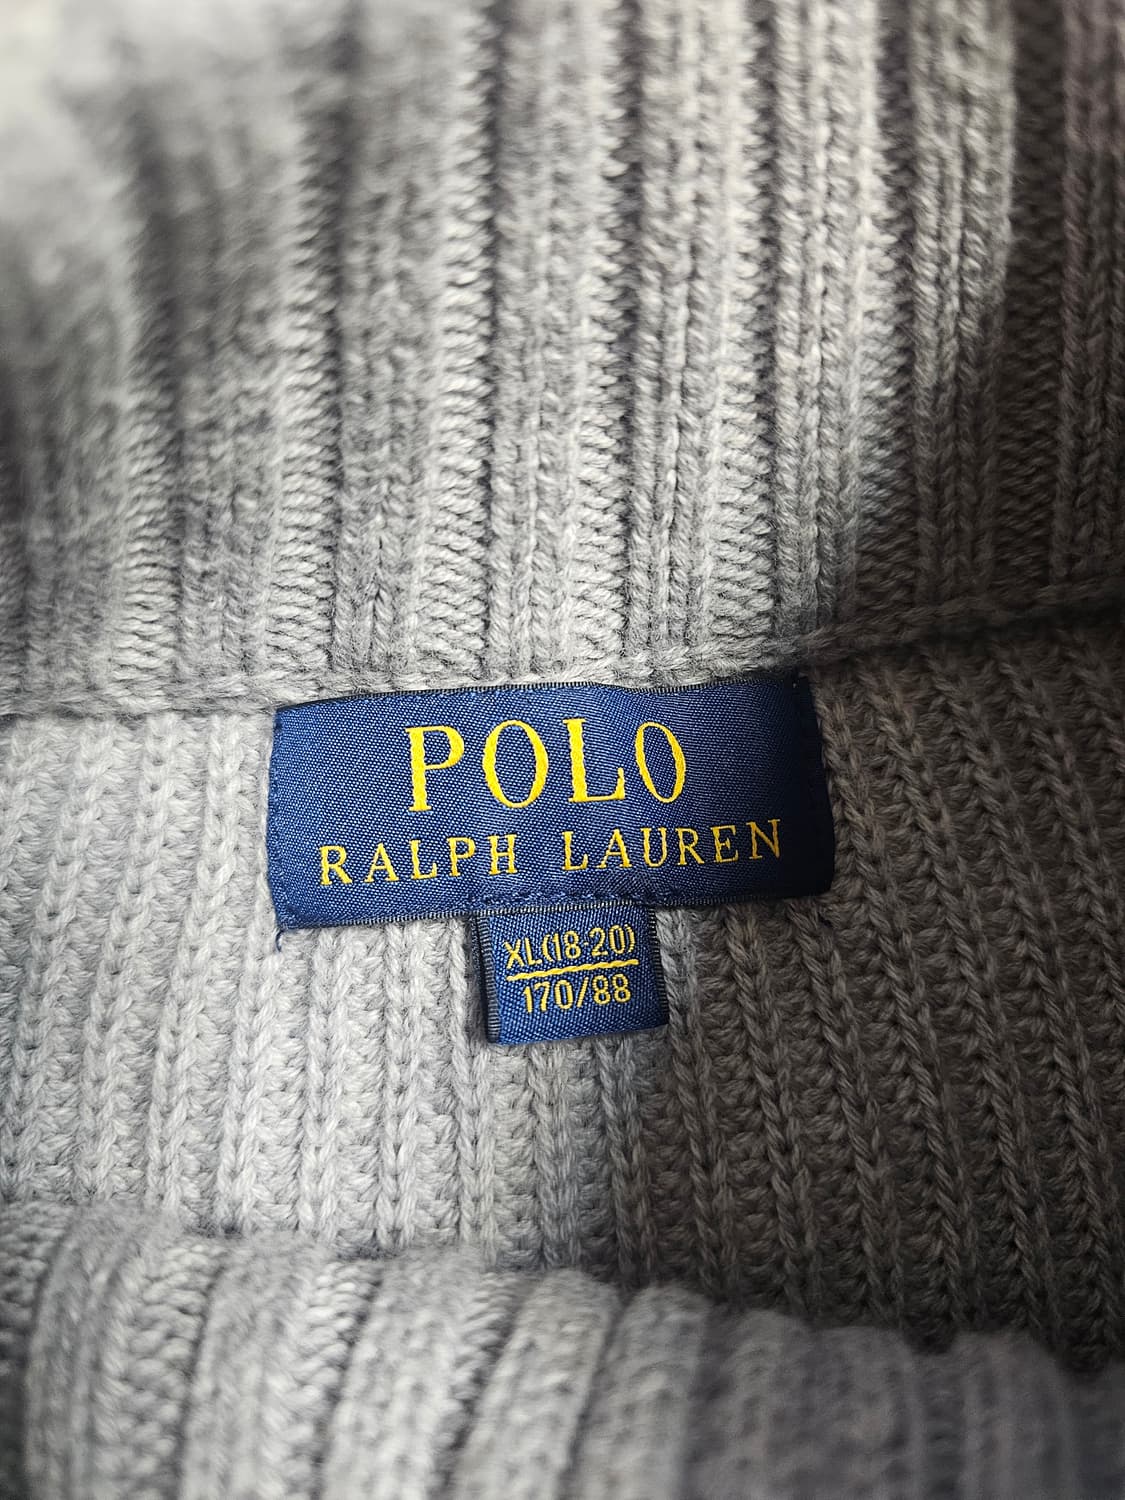 POLO
RALPH LAUREN
XL(18-20)
170/88